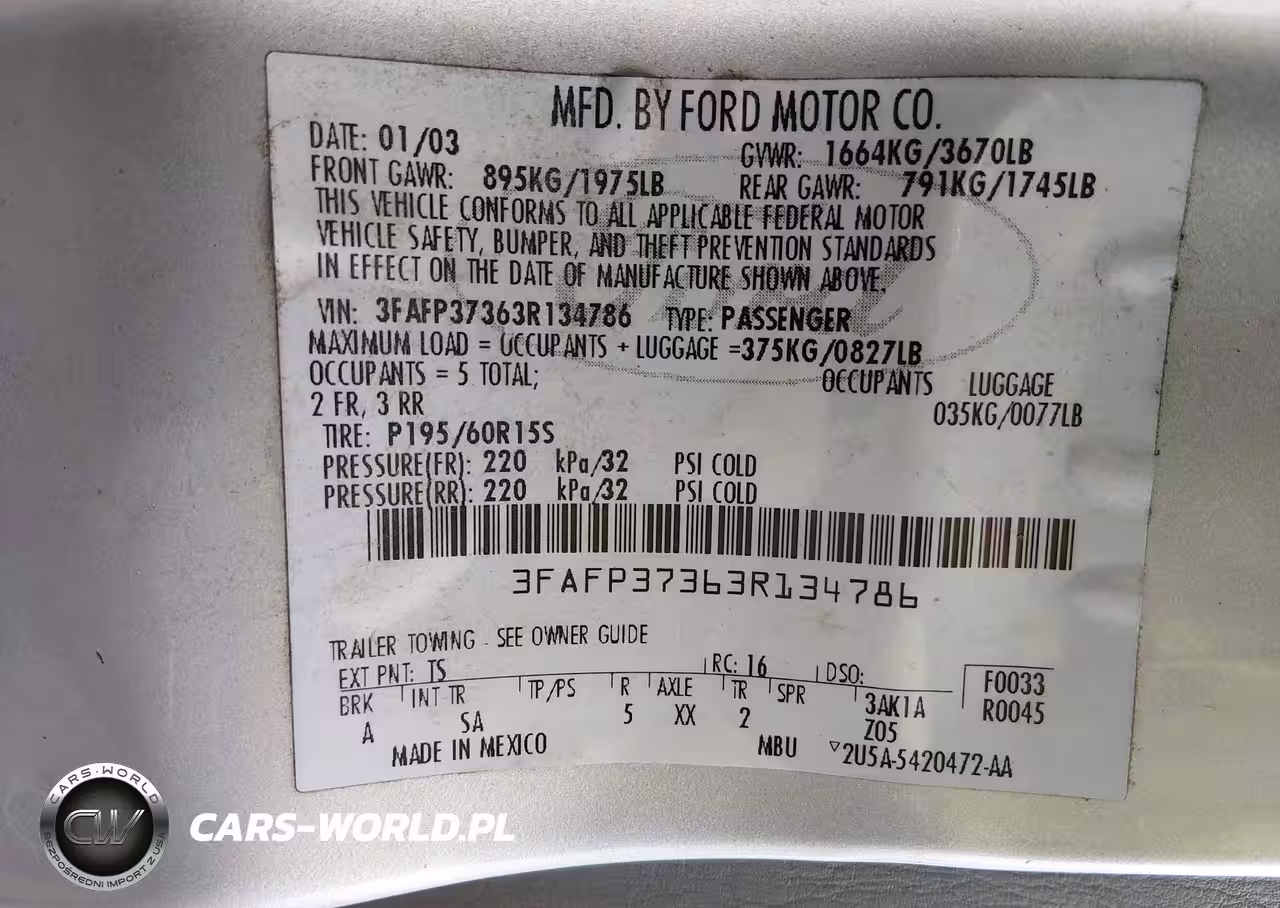 MFD. BY FORD MOTOR CO.
DATE: 01/03 GVWR: 1664KG/3670LB
FRONT GAWR: 895KG/1975LB REAR GAWR: 791KG/1745LB
THIS VEHICLE CONFORMS TO ALL APPLICABLE FEDERAL MOTOR
VEHICLE SAFETY, BUMPER, AND THEFT PREVENTION STANDARDS
IN EFFECT ON THE DATE OF MANUFACTURE SHOWN ABOVE.
VIN: 3FAFP37363R134786 TYPE: PASSENGER
MAXIMUM LOAD = OCCUPANTS + LUGGAGE =375KG/0827LB
OCCUPANTS = 5 TOTAL; OCCUPANTS LUGGAGE
2 FR, 3 RR 035KG/0077LB
TIRE: P195/60R15S
PRESSURE(FR): 220 kPa/32 PSI COLD
PRESSURE(RR): 220 kPa/32 PSI COLD
3FAFP37363R134786
TRAILER TOWING - SEE OWNER GUIDE
EXT PNT: TS RC: 16 DSO: F0033
BRK INT TR TP/PS R AXLE TR SPR 3AK1A R0045
A SA 5 XX 2 Z05
MADE IN MEXICO MBU ▽2U5A-5420472-AA
CARS-WORLD
CW
BEZPOŚREDNI IMPORT Z USA
CARS-WORLD.PL